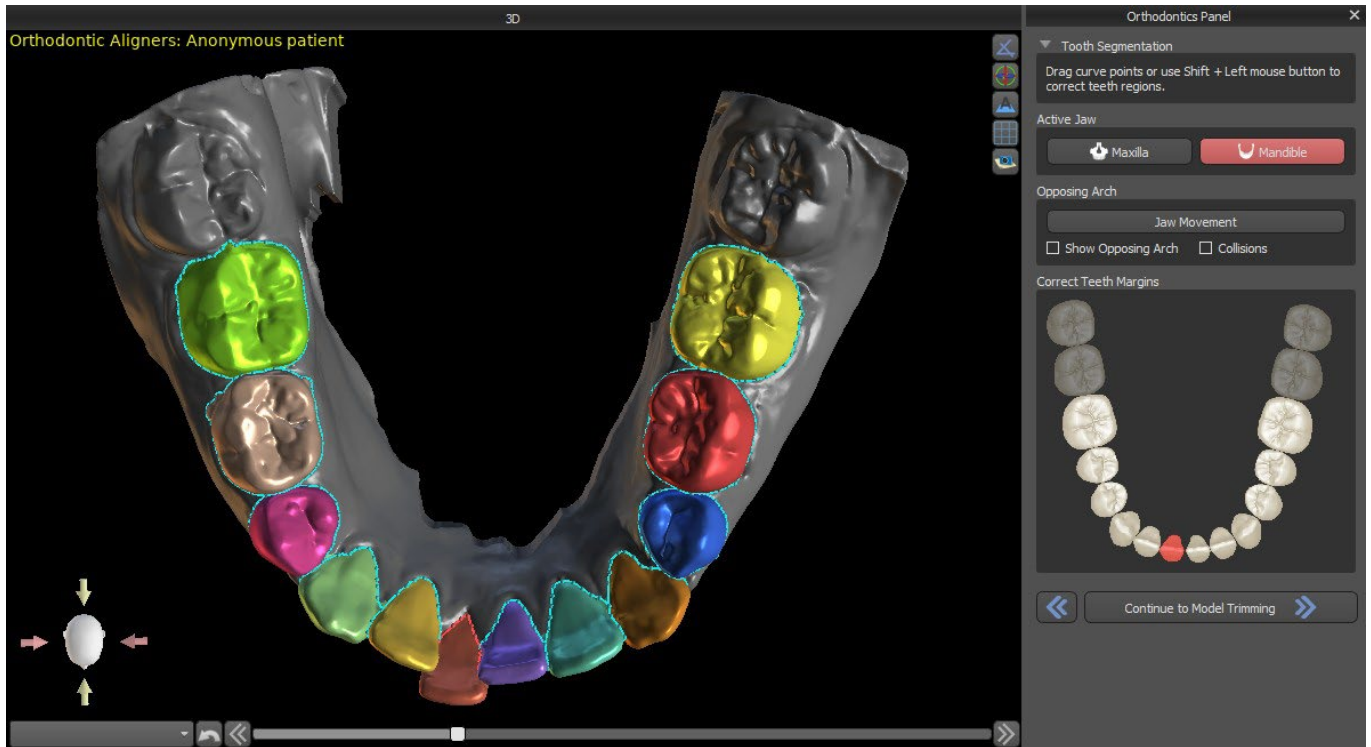 3D
Orthodontic Aligners: Anonymous patient
Orthodontics Panel
Tooth Segmentation
Drag curve points or use Shift + Left mouse button to
correct teeth regions.
Active Jaw
Maxilla
Mandible
Opposing Arch
Jaw Movement
Show Opposing Arch
Collisions
Correct Teeth Margins
Continue to Model Trimming